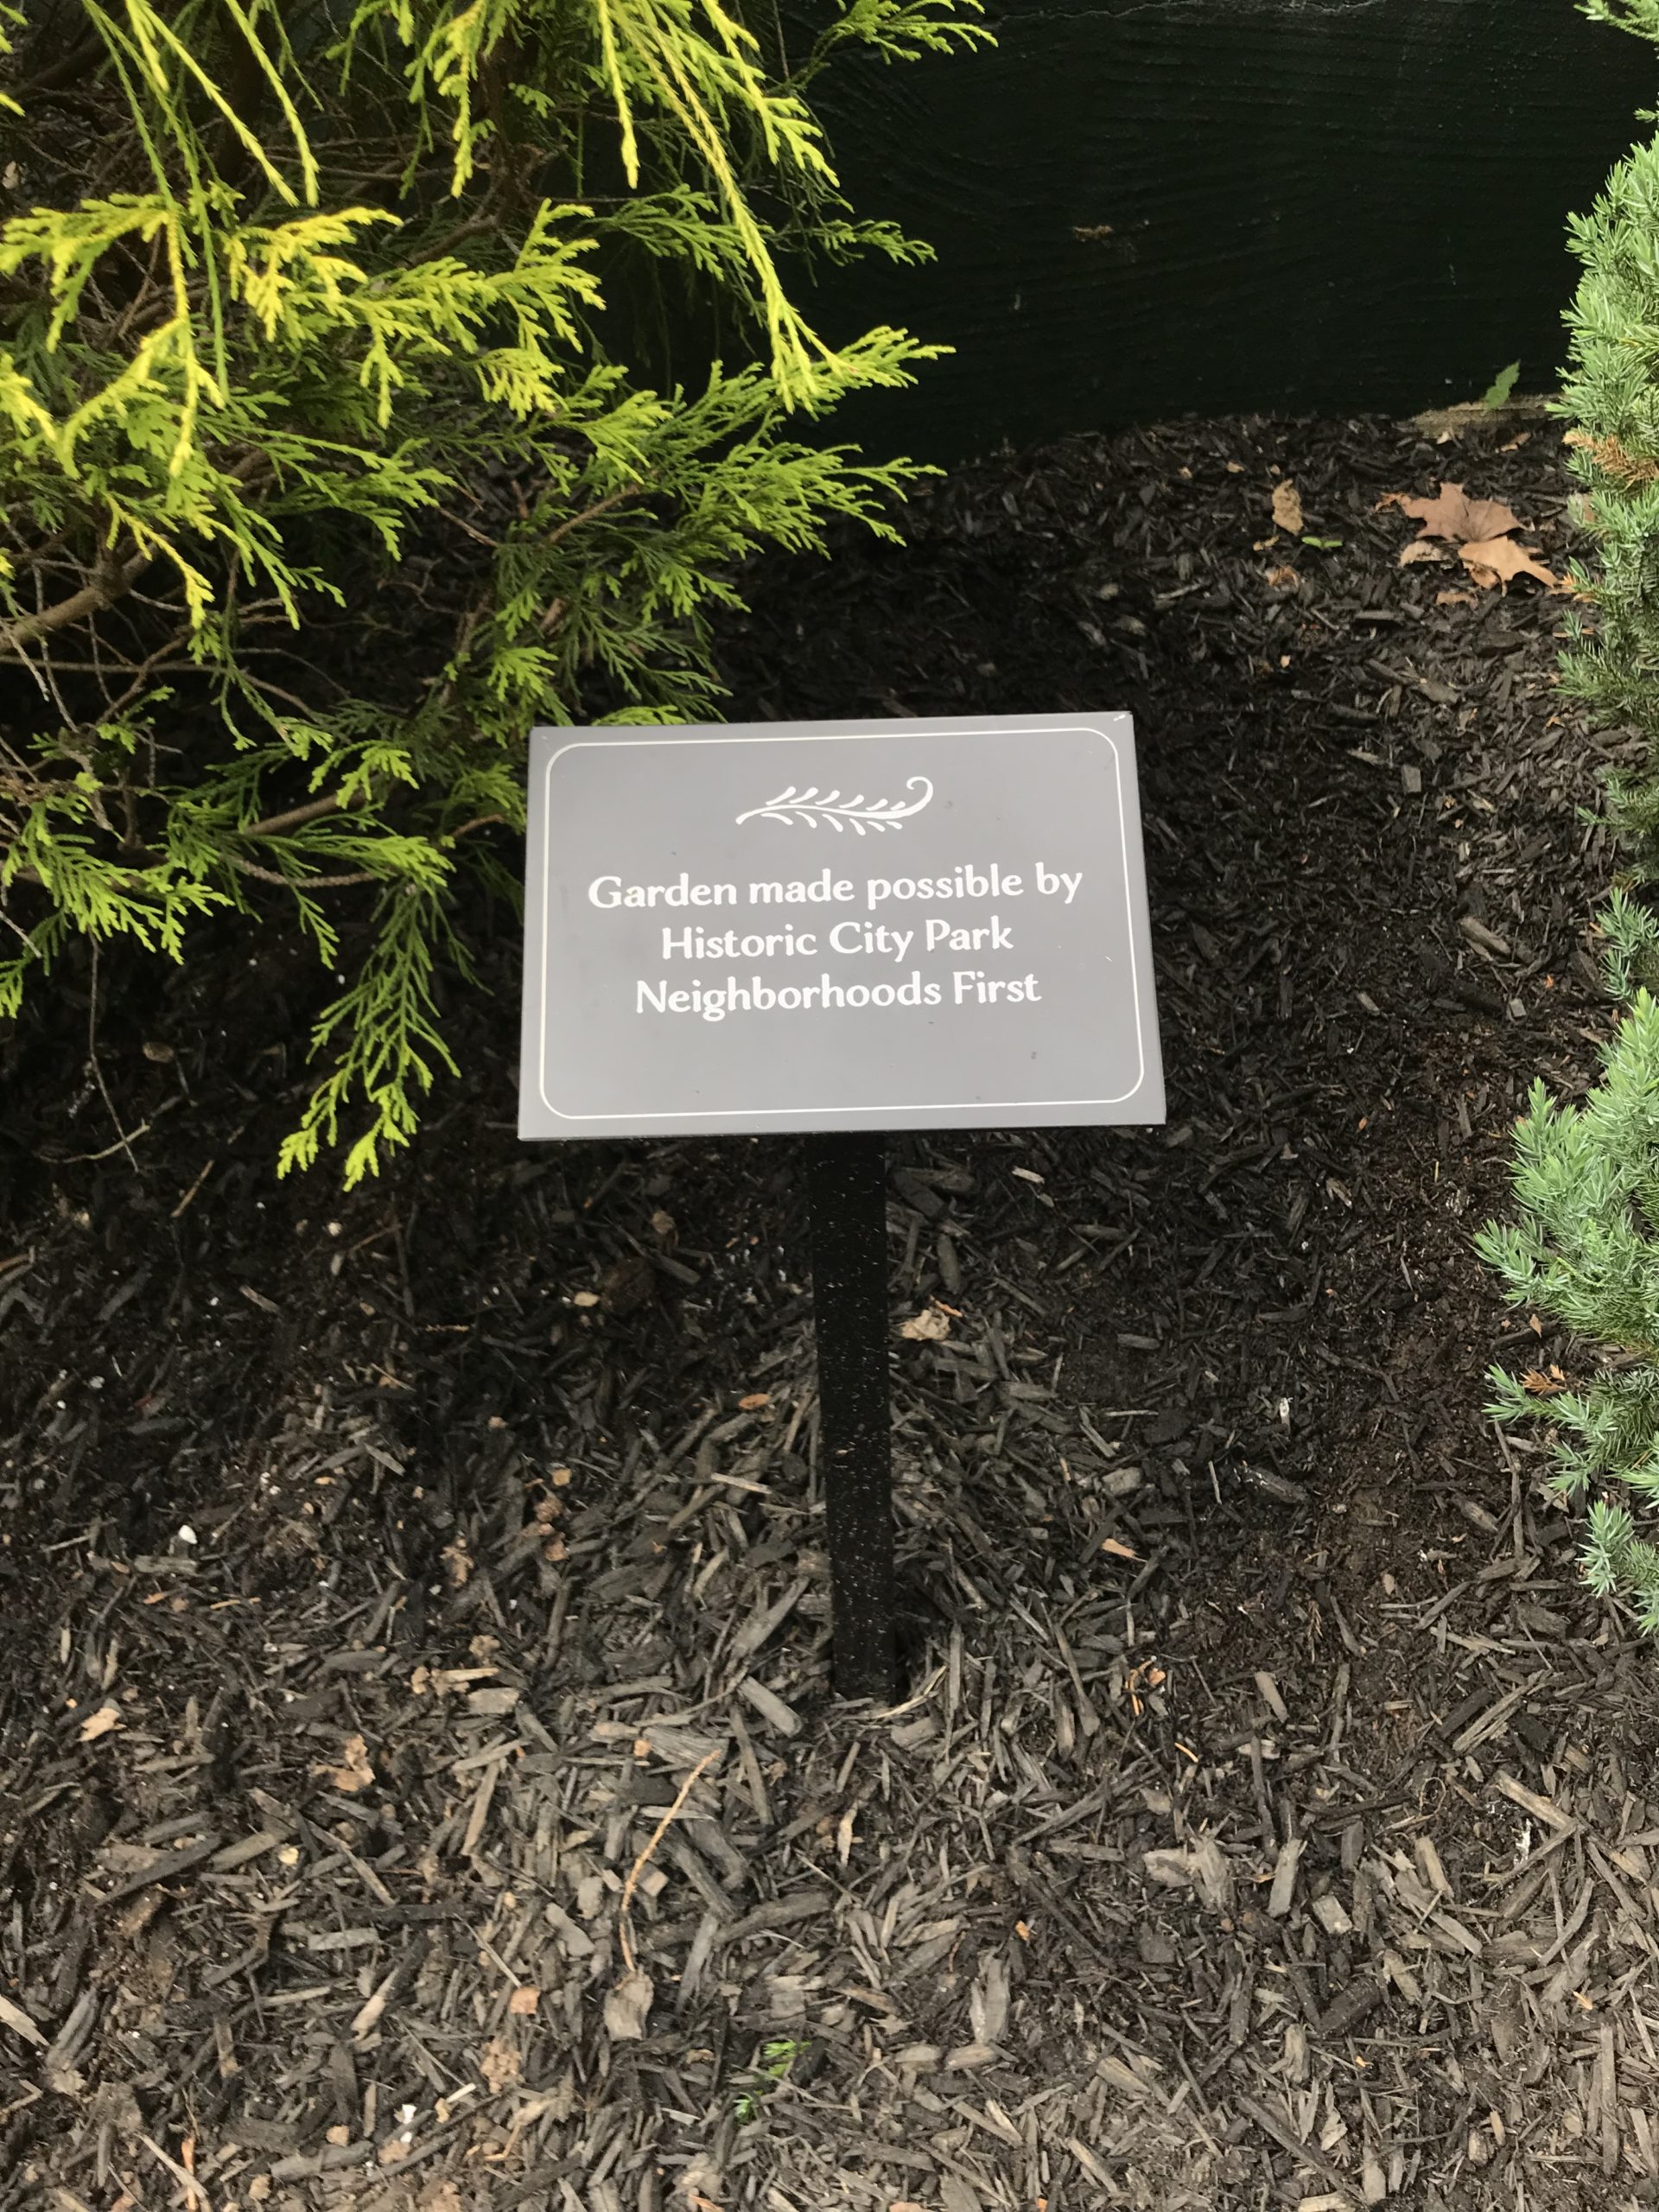 Garden made possible by
Historic City Park
Neighborhoods First